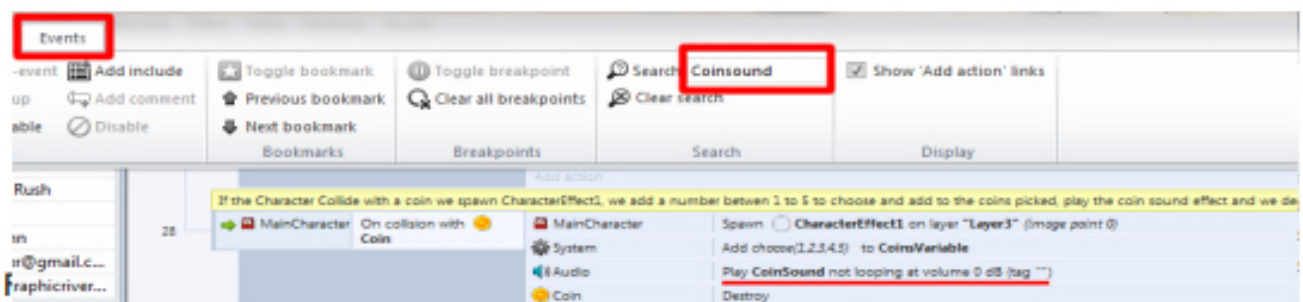 Events
-event Add include Toggle bookmark Toggle breakpoint Search Coinsound Show 'Add action' links
up Add comment Previous bookmark Clear all breakpoints Clear search
able Disable Next bookmark
Bookmarks Breakpoints Search Display
Add action
Rush
If the Character Collide with a coin we spawn CharacterEffect1, we add a number betwen 1 to 5 to choose and add to the coins picked, play the coin sound effect and we de
28 MainCharacter On collision with Coin MainCharacter Spawn CharacterEffect1 on layer "Layer3" (image point 0)
System Add choose(1,2,3,4,5) to CoinsVariable
r@gmail.c... Audio Play CoinSound not looping at volume 0 dB (tag "")
Fraphicriver... Coin Destroy